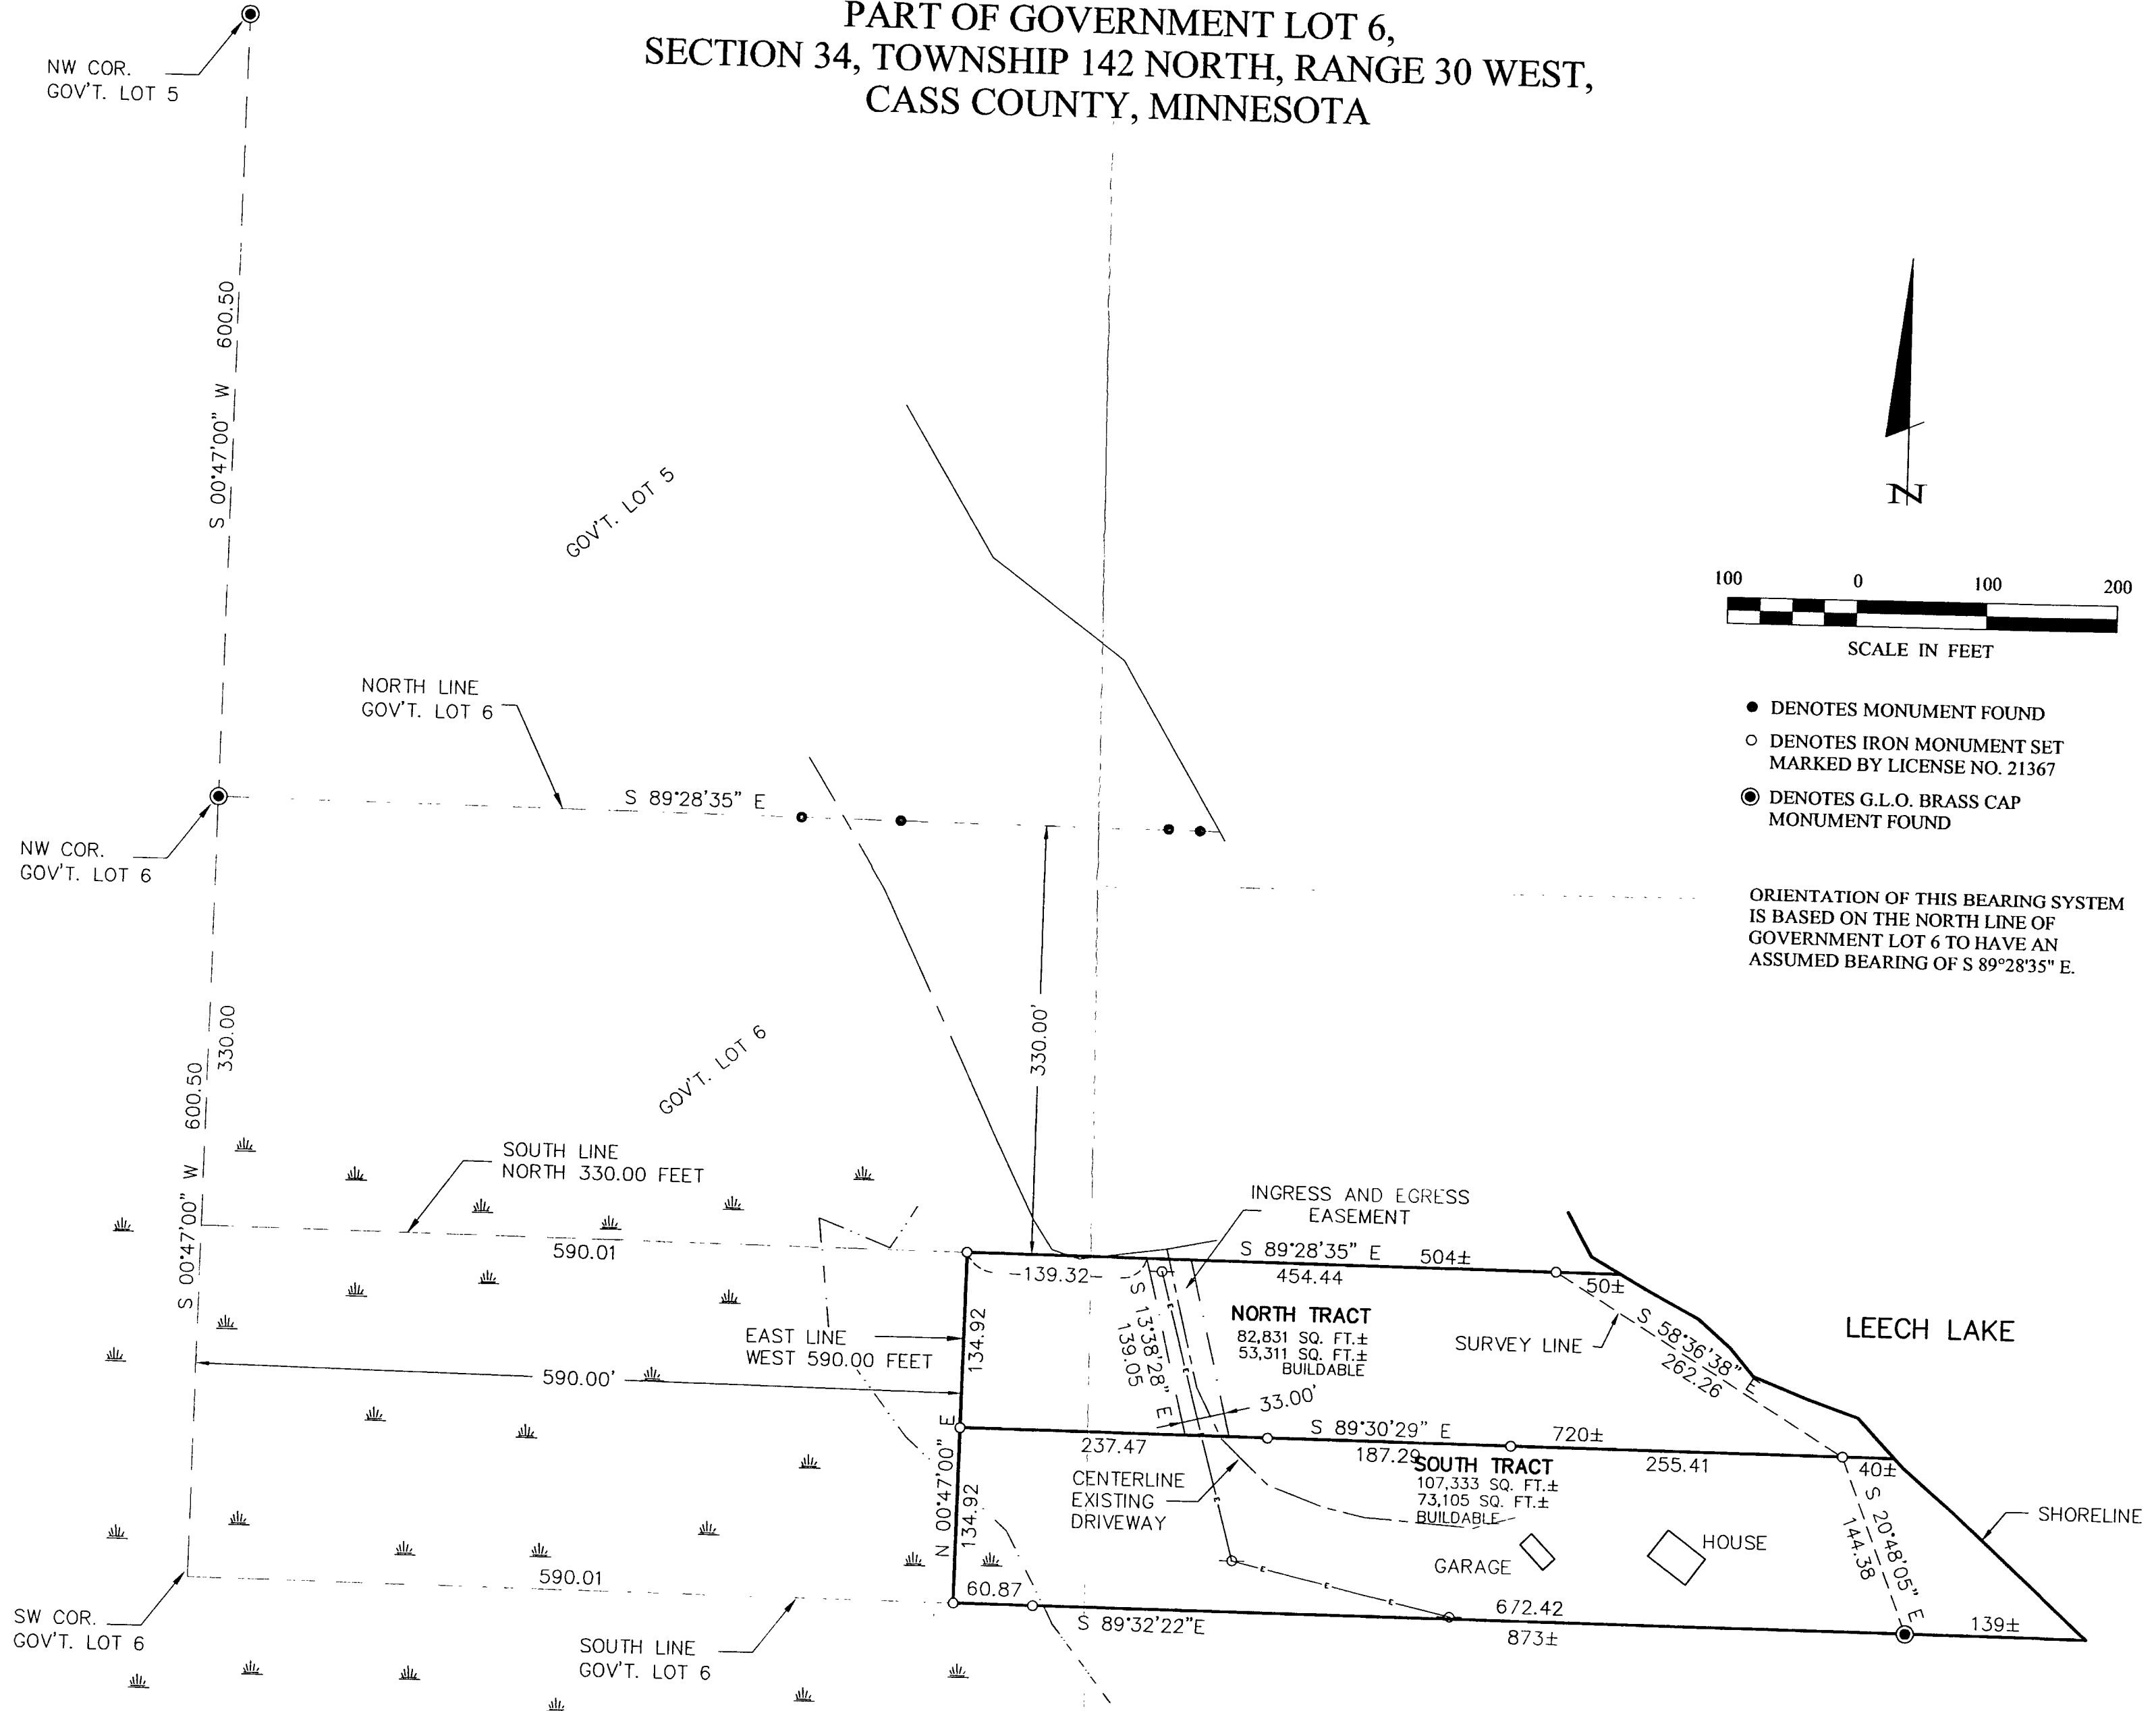 PART OF GOVERNMENT LOT 6,
SECTION 34, TOWNSHIP 142 NORTH, RANGE 30 WEST,
CASS COUNTY, MINNESOTA
NW COR.
GOV'T. LOT 5
S 00°47'00" W 600.50
GOV'T. LOT 5
N
100 0 100 200
SCALE IN FEET
DENOTES MONUMENT FOUND
DENOTES IRON MONUMENT SET
MARKED BY LICENSE NO. 21367
DENOTES G.L.O. BRASS CAP
MONUMENT FOUND
ORIENTATION OF THIS BEARING SYSTEM
IS BASED ON THE NORTH LINE OF
GOVERNMENT LOT 6 TO HAVE AN
ASSUMED BEARING OF S 89°28'35" E.
NORTH LINE
GOV'T. LOT 6
S 89°28'35" E
NW COR.
GOV'T. LOT 6
330.00
S 00°47'00" W 600.50
330.00'
GOV'T. LOT 6
SOUTH LINE
NORTH 330.00 FEET
590.01
INGRESS AND EGRESS
EASEMENT
S 89°28'35" E 504±
139.32
454.44
50±
S 13°38'28" E
139.05
NORTH TRACT
82,831 SQ. FT.±
53,311 SQ. FT.±
BUILDABLE
SURVEY LINE
S 58°36'38" E
262.26
LEECH LAKE
EAST LINE
WEST 590.00 FEET
134.92
590.00'
33.00'
S 89°30'29" E 720±
237.47
187.29
255.41
40±
SOUTH TRACT
107,333 SQ. FT.±
73,105 SQ. FT.±
BUILDABLE
CENTERLINE
EXISTING
DRIVEWAY
N 00°47'00" E
134.92
GARAGE
HOUSE
S 20°48'05" E
144.38
SHORELINE
590.01
60.87
S 89°32'22"E
672.42
873±
139±
SW COR.
GOV'T. LOT 6
SOUTH LINE
GOV'T. LOT 6
E
E
E
E
E
E